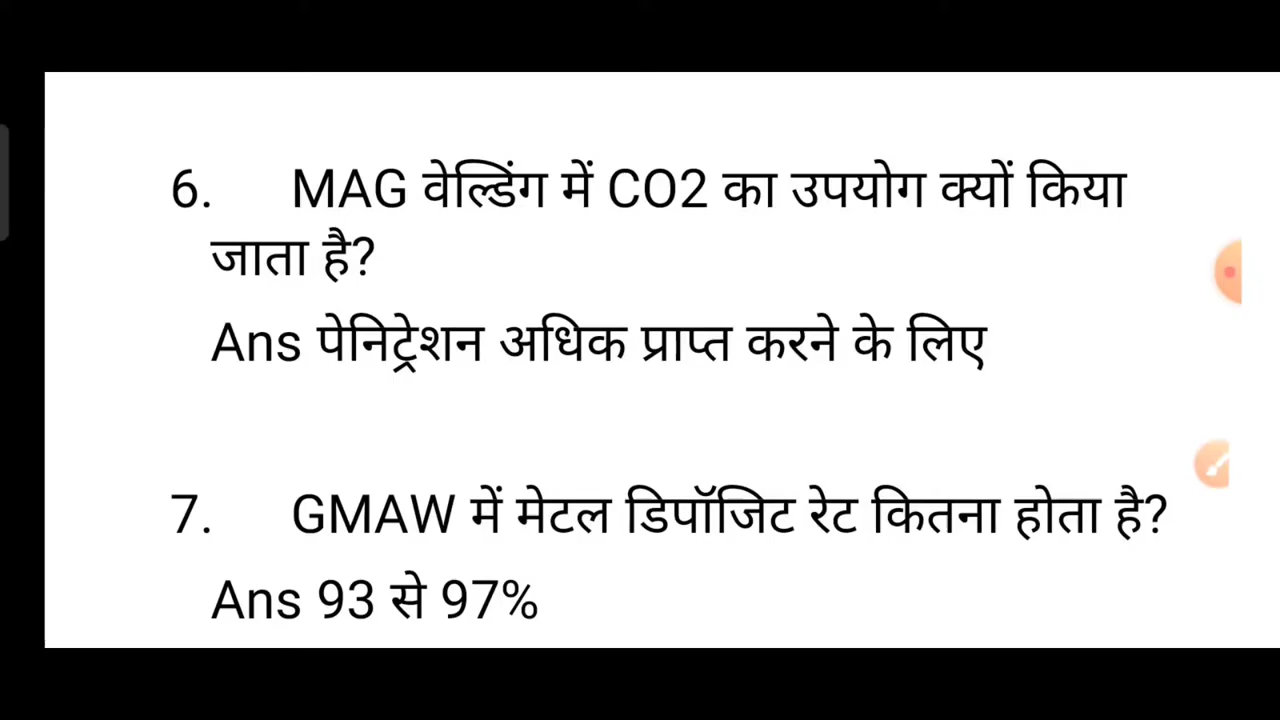 6. MAG वेल्डिंग में CO2 का उपयोग क्यों किया
जाता है?
Ans पेनिट्रेशन अधिक प्राप्त करने के लिए
7. GMAW में मेटल डिपॉजिट रेट कितना होता है?
Ans 93 से 97%